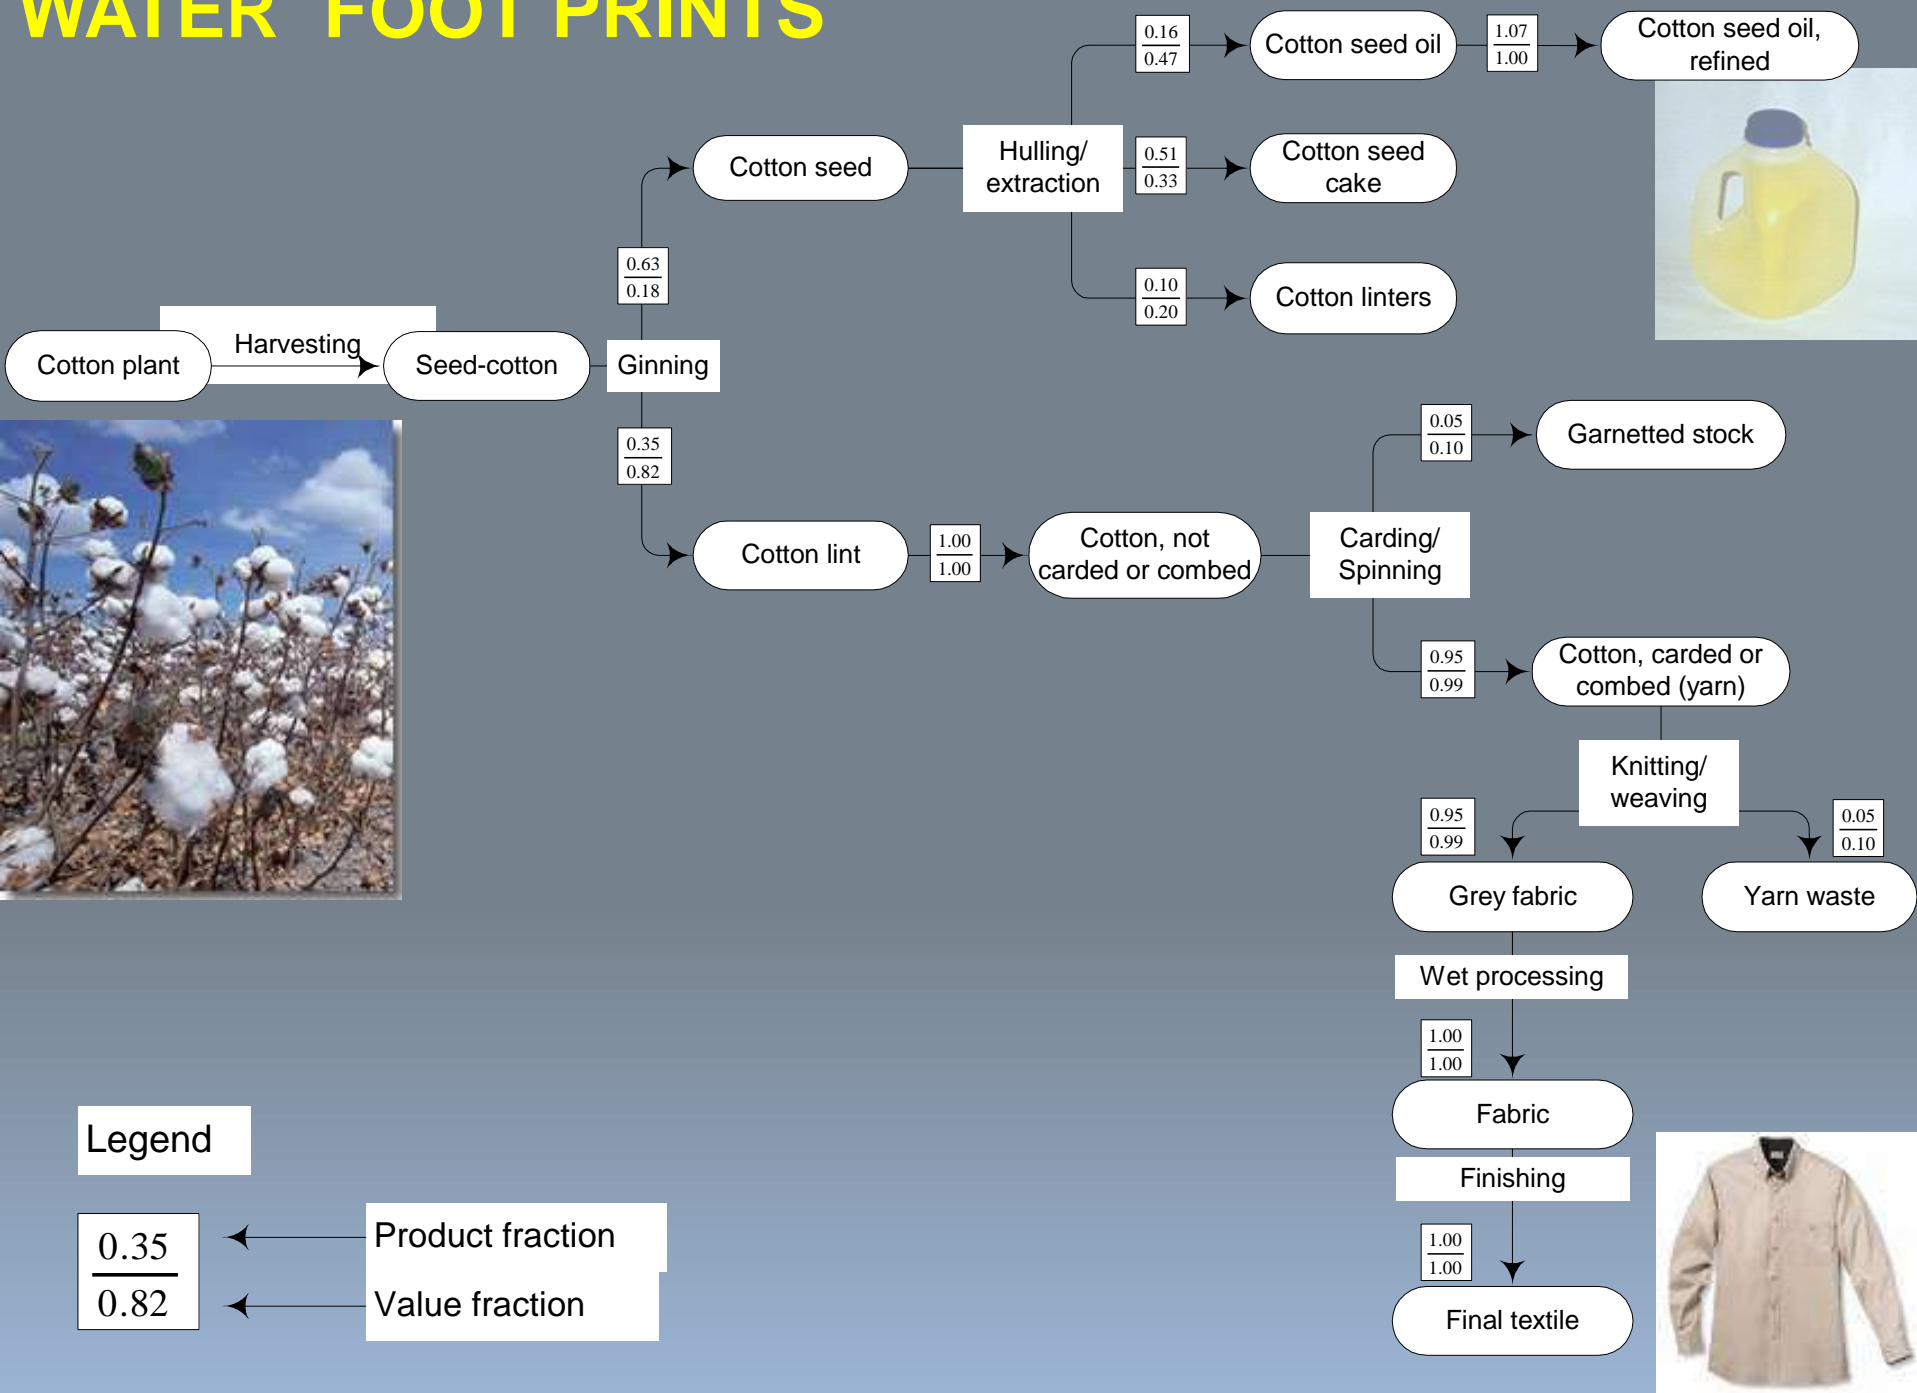 WATER FOOT PRINTS
0.16
0.47
Cotton seed oil
1.07
1.00
Cotton seed oil,
refined
Cotton seed
Hulling/
extraction
0.51
0.33
Cotton seed
cake
0.63
0.18
0.10
0.20
Cotton linters
Cotton plant
Harvesting
Seed-cotton
Ginning
0.35
0.82
0.05
0.10
Garnetted stock
Cotton lint
1.00
1.00
Cotton, not
carded or combed
Carding/
Spinning
0.95
0.99
Cotton, carded or
combed (yarn)
Knitting/
weaving
0.95
0.99
0.05
0.10
Grey fabric
Yarn waste
Wet processing
1.00
1.00
Fabric
Finishing
1.00
1.00
Final textile
Legend
0.35
0.82
Product fraction
Value fraction